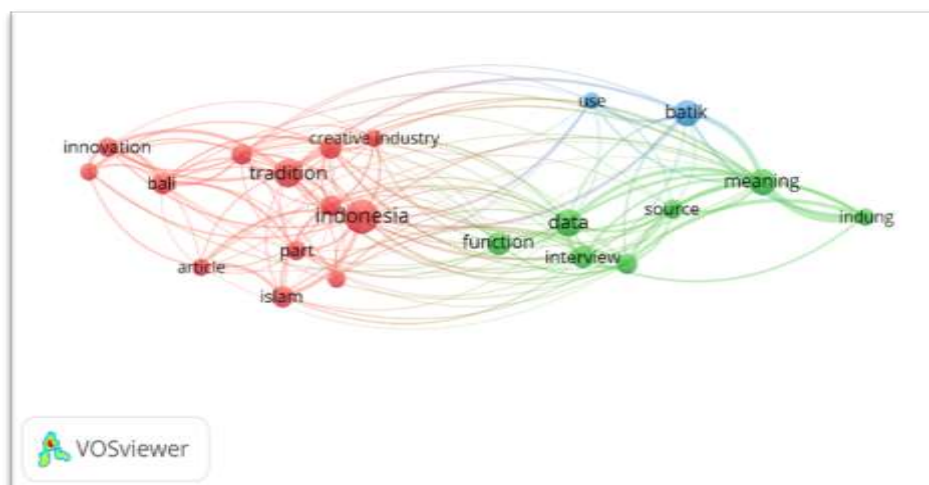 use
batik
innovation
creative industry
tradition
bali
meaning
indonesia
source
indung
data
function
part
interview
article
islam
VOSviewer